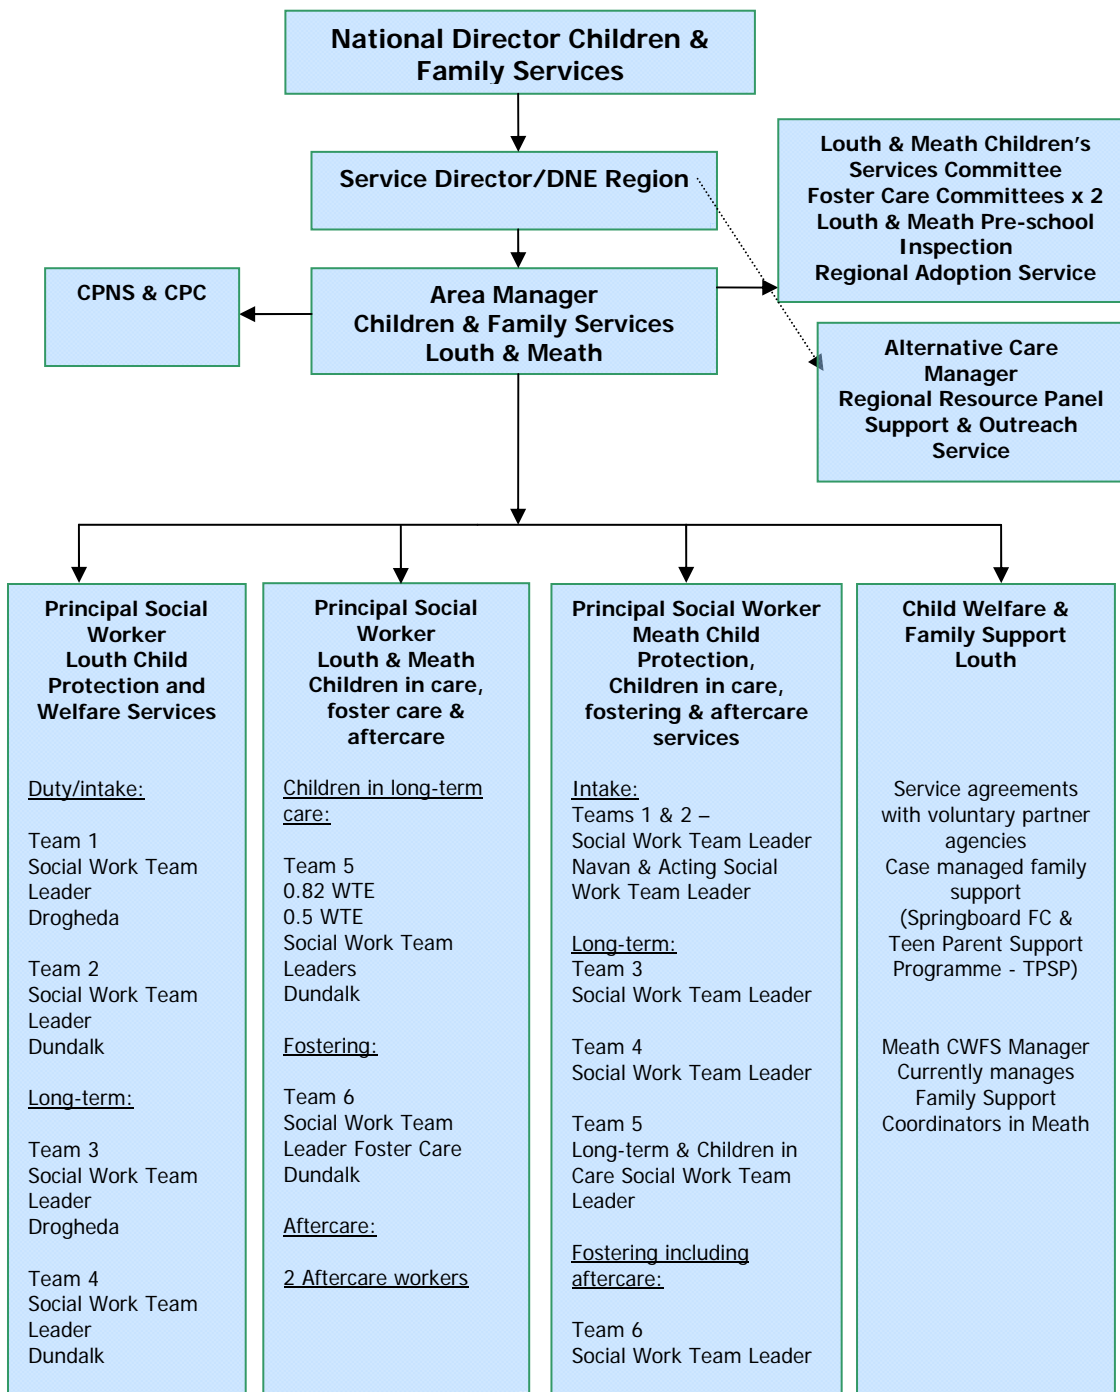 National Director Children &
Family Services
Service Director/DNE Region
Louth & Meath Children's
Services Committee
Foster Care Committees x 2
Louth & Meath Pre-school
Inspection
Regional Adoption Service
CPNS & CPC
Area Manager
Children & Family Services
Louth & Meath
Alternative Care
Manager
Regional Resource Panel
Support & Outreach
Service
Principal Social
Worker
Louth Child
Protection and
Welfare Services
Duty/intake:
Team 1
Social Work Team
Leader
Drogheda
Team 2
Social Work Team
Leader
Dundalk
Long-term:
Team 3
Social Work Team
Leader
Drogheda
Team 4
Social Work Team
Leader
Dundalk
Principal Social
Worker
Louth & Meath
Children in care,
foster care &
aftercare
Children in long-term
care:
Team 5
0.82 WTE
0.5 WTE
Social Work Team
Leaders
Dundalk
Fostering:
Team 6
Social Work Team
Leader Foster Care
Dundalk
Aftercare:
2 Aftercare workers
Principal Social Worker
Meath Child
Protection,
Children in care,
fostering & aftercare
services
Intake:
Teams 1 & 2 –
Social Work Team Leader
Navan & Acting Social
Work Team Leader
Long-term:
Team 3
Social Work Team Leader
Team 4
Social Work Team Leader
Team 5
Long-term & Children in
Care Social Work Team
Leader
Fostering including
aftercare:
Team 6
Social Work Team Leader
Child Welfare &
Family Support
Louth
Service agreements
with voluntary partner
agencies
Case managed family
support
(Springboard FC &
Teen Parent Support
Programme - TPSP)
Meath CWFS Manager
Currently manages
Family Support
Coordinators in Meath